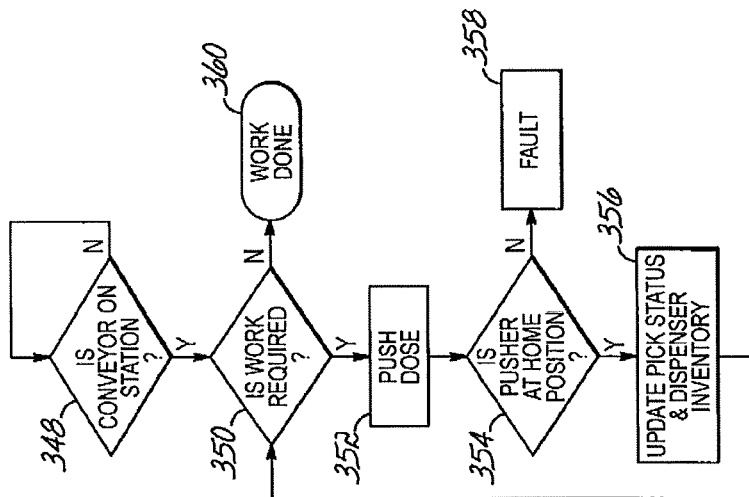 348
IS
CONVEYOR ON
STATION
?
N
Y
350
IS WORK
REQUIRED
?
N
360
WORK
DONE
Y
352
PUSH
DOSE
354
IS
PUSHER
AT HOME
POSITION
?
N
358
FAULT
Y
356
UPDATE PICK STATUS
& DISPENSER
INVENTORY